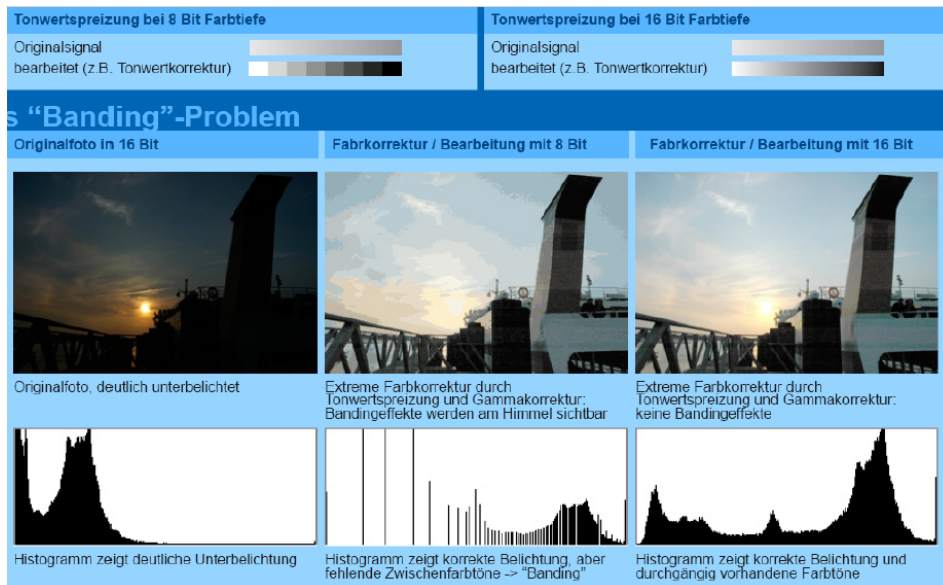 Tonwertspreizung bei 8 Bit Farbtiefe
Originalsignal
bearbeitet (z.B. Tonwertkorrektur)
Tonwertspreizung bei 16 Bit Farbtiefe
Originalsignal
bearbeitet (z.B. Tonwertkorrektur)
s “Banding”-Problem
Originalfoto in 16 Bit
Fabrkorrektur / Bearbeitung mit 8 Bit
Fabrkorrektur / Bearbeitung mit 16 Bit
Originalfoto, deutlich unterbelichtet
Extreme Farbkorrektur durch
Tonwertspreizung und Gammakorrektur:
Bandingeffekte werden am Himmel sichtbar
Extreme Farbkorrektur durch
Tonwertspreizung und Gammakorrektur:
keine Bandingeffekte
Histogramm zeigt deutliche Unterbelichtung
Histogramm zeigt korrekte Belichtung, aber
fehlende Zwischenfarbtöne -> “Banding”
Histogramm zeigt korrekte Belichtung und
durchgängig vorhandene Farbtöne